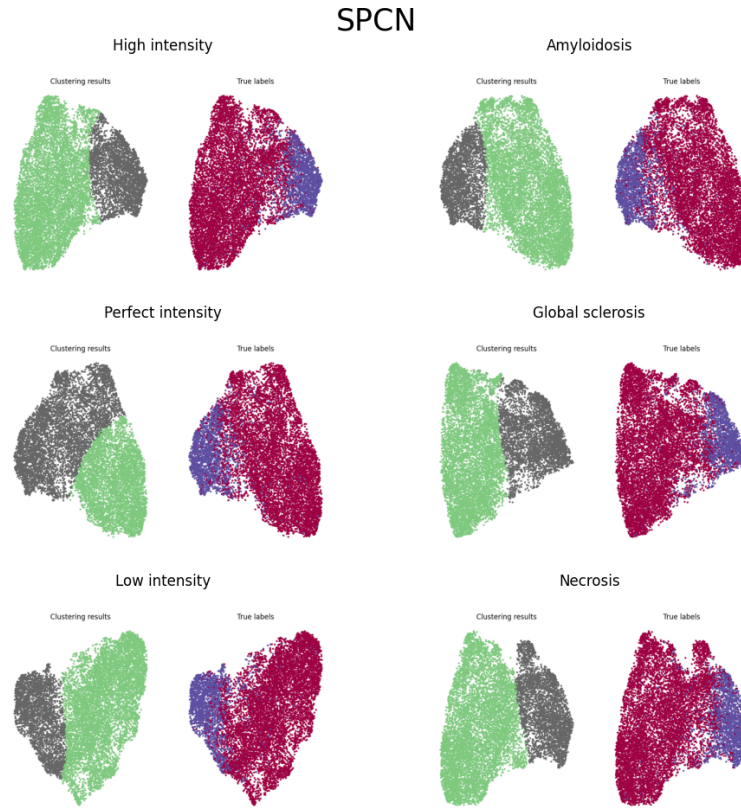 SPCN
High intensity
Amyloidosis
Clustering results
True labels
Clustering results
True labels
Perfect intensity
Global sclerosis
Clustering results
True labels
Clustering results
True labels
Low intensity
Necrosis
Clustering results
True labels
Clustering results
True labels